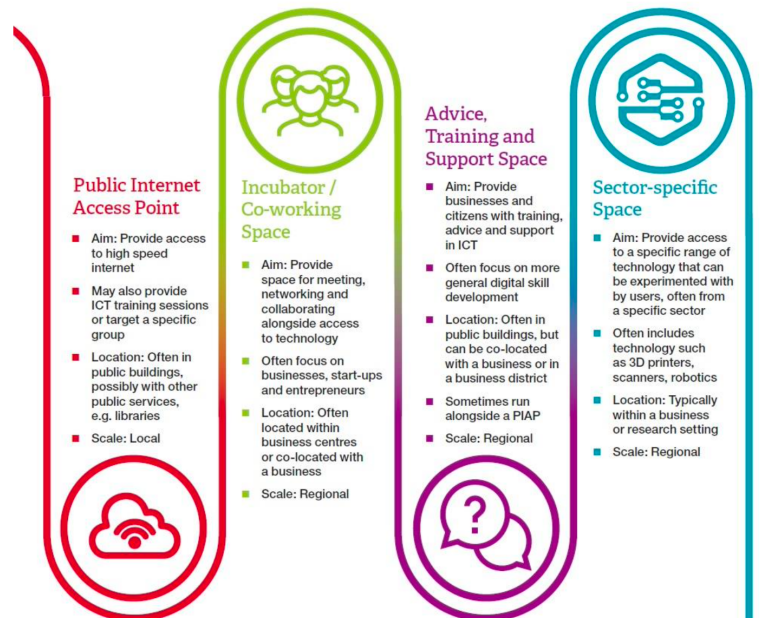 Public Internet
Access Point
■ Aim: Provide access
to high speed
internet
■ May also provide
ICT training sessions
or target a specific
group
■ Location: Often in
public buildings,
possibly with other
public services,
e.g. libraries
■ Scale: Local
Incubator /
Co-working
Space
■ Aim: Provide
space for meeting,
networking and
collaborating
alongside access
to technology
■ Often focus on
businesses, start-ups
and entrepreneurs
■ Location: Often
located within
business centres
or co-located with
a business
■ Scale: Regional
Advice,
Training and
Support Space
■ Aim: Provide
businesses and
citizens with training,
advice and support
in ICT
■ Often focus on more
general digital skill
development
■ Location: Often in
public buildings, but
can be co-located
with a business or in
a business district
■ Sometimes run
alongside a PIAP
■ Scale: Regional
?
Sector-specific
Space
■ Aim: Provide access
to a specific range of
technology that can
be experimented with
by users, often from
a specific sector
■ Often includes
technology such
as 3D printers,
scanners, robotics
■ Location: Typically
within a business
or research setting
■ Scale: Regional